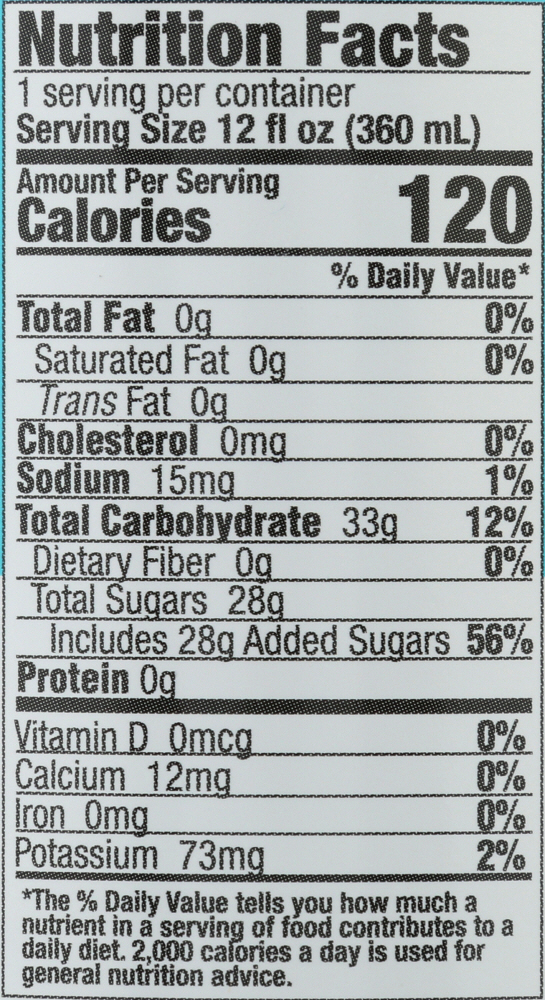 Nutrition Facts
1 serving per container
Serving Size 12 fl oz (360 mL)
Amount Per Serving
Calories 120
% Daily Value*
Total Fat 0g 0%
Saturated Fat 0g 0%
Trans Fat 0g
Cholesterol 0mg 0%
Sodium 15mg 1%
Total Carbohydrate 33g 12%
Dietary Fiber 0g 0%
Total Sugars 28g
Includes 28g Added Sugars 56%
Protein 0g
Vitamin D 0mcg 0%
Calcium 12mg 0%
Iron 0mg 0%
Potassium 73mg 2%
*The % Daily Value tells you how much a
nutrient in a serving of food contributes to a
daily diet. 2,000 calories a day is used for
general nutrition advice.